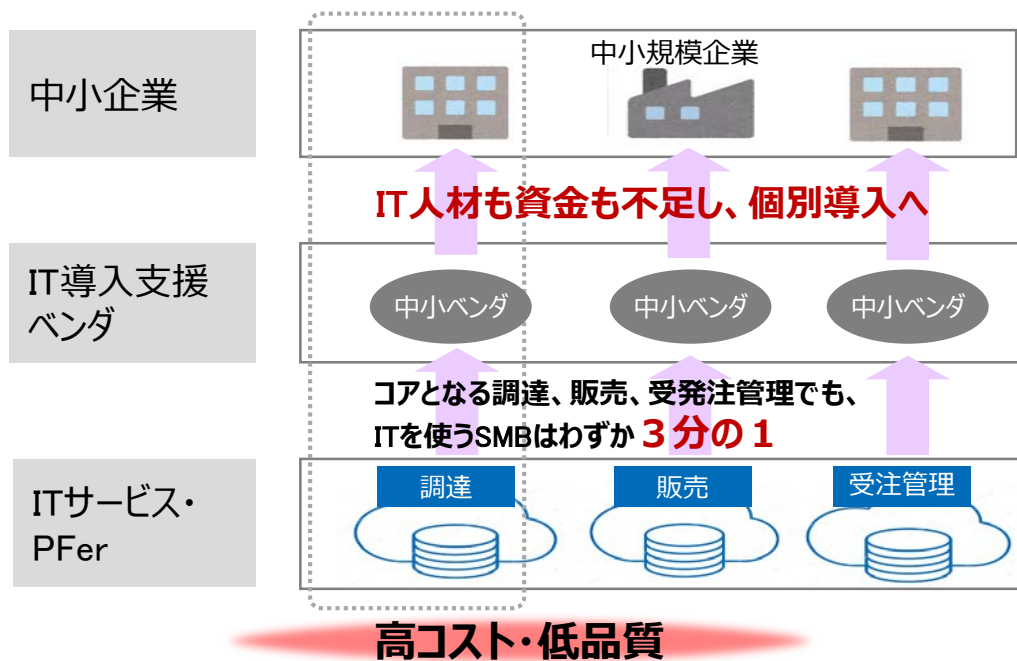 中小企業
中小規模企業
IT人材も資金も不足し、個別導入へ
IT導入支援
ベンダ
中小ベンダ
中小ベンダ
中小ベンダ
コアとなる調達、販売、受発注管理でも、
ITを使うSMBはわずか３分の１
ITサービス・
PFer
調達
販売
受注管理
高コスト・低品質